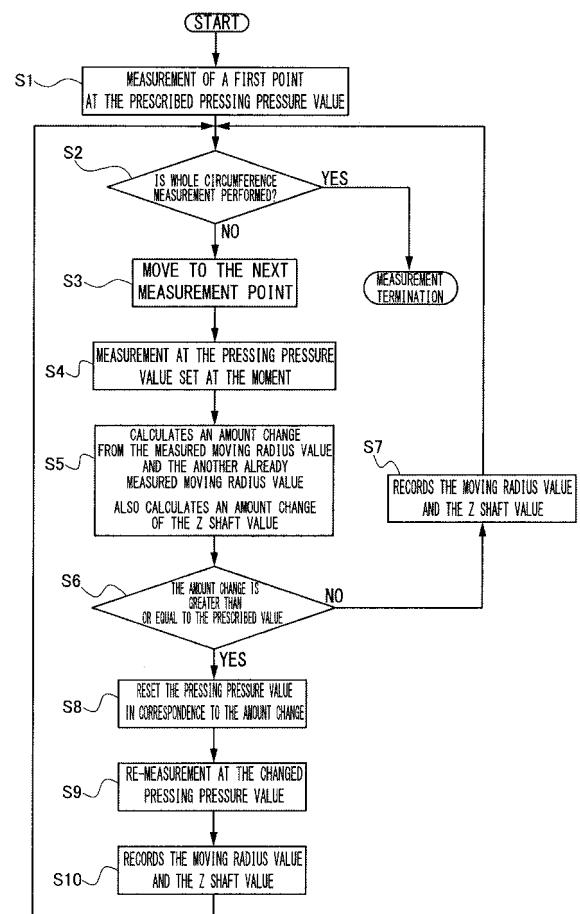 START
S1
MEASUREMENT OF A FIRST POINT
AT THE PRESCRIBED PRESSING PRESSURE VALUE
S2
IS WHOLE CIRCUMFERENCE
MEASUREMENT PERFORMED?
YES
NO
MEASUREMENT
TERMINATION
S3
MOVE TO THE NEXT
MEASUREMENT POINT
S4
MEASUREMENT AT THE PRESSING PRESSURE
VALUE SET AT THE MOMENT
S5
CALCULATES AN AMOUNT CHANGE
FROM THE MEASURED MOVING RADIUS VALUE
AND THE ANOTHER ALREADY
MEASURED MOVING RADIUS VALUE
ALSO CALCULATES AN AMOUNT CHANGE
OF THE Z SHAFT VALUE
S7
RECORDS THE MOVING RADIUS VALUE
AND THE Z SHAFT VALUE
S6
THE AMOUNT CHANGE IS
GREATER THAN
OR EQUAL TO THE PRESCRIBED VALUE
NO
YES
S8
RESET THE PRESSING PRESSURE VALUE
IN CORRESPONDENCE TO THE AMOUNT CHANGE
S9
RE-MEASUREMENT AT THE CHANGED
PRESSING PRESSURE VALUE
S10
RECORDS THE MOVING RADIUS VALUE
AND THE Z SHAFT VALUE